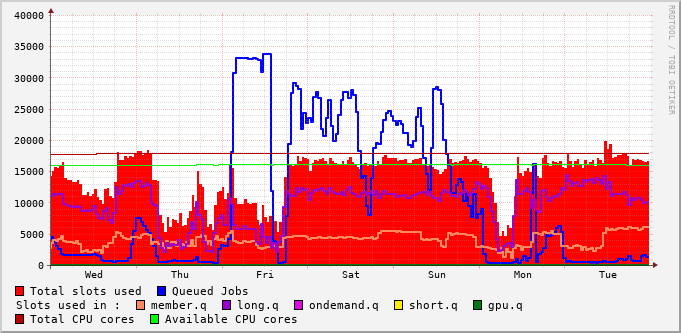 40000
35000
30000
25000
20000
15000
10000
5000
0
Wed Thu Fri Sat Sun Mon Tue
RRDTOOL / TOBI OETIKER
Total slots used Queued Jobs
Slots used in : member.q long.q ondemand.q short.q gpu.q
Total CPU cores Available CPU cores